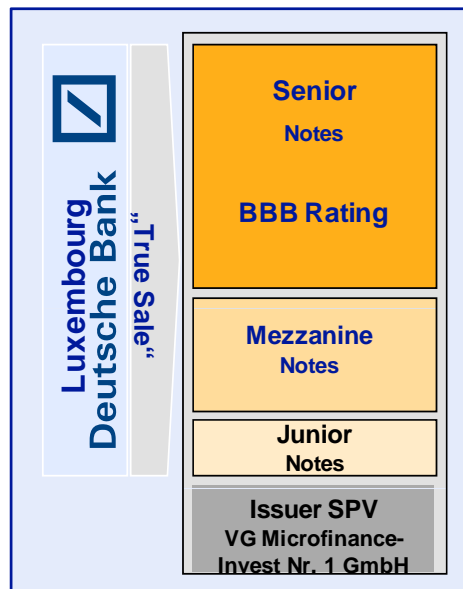 Luxembourg
Deutsche Bank
„True Sale“
Senior
Notes
BBB Rating
Mezzanine
Notes
Junior
Notes
Issuer SPV
VG Microfinance-
Invest Nr. 1 GmbH